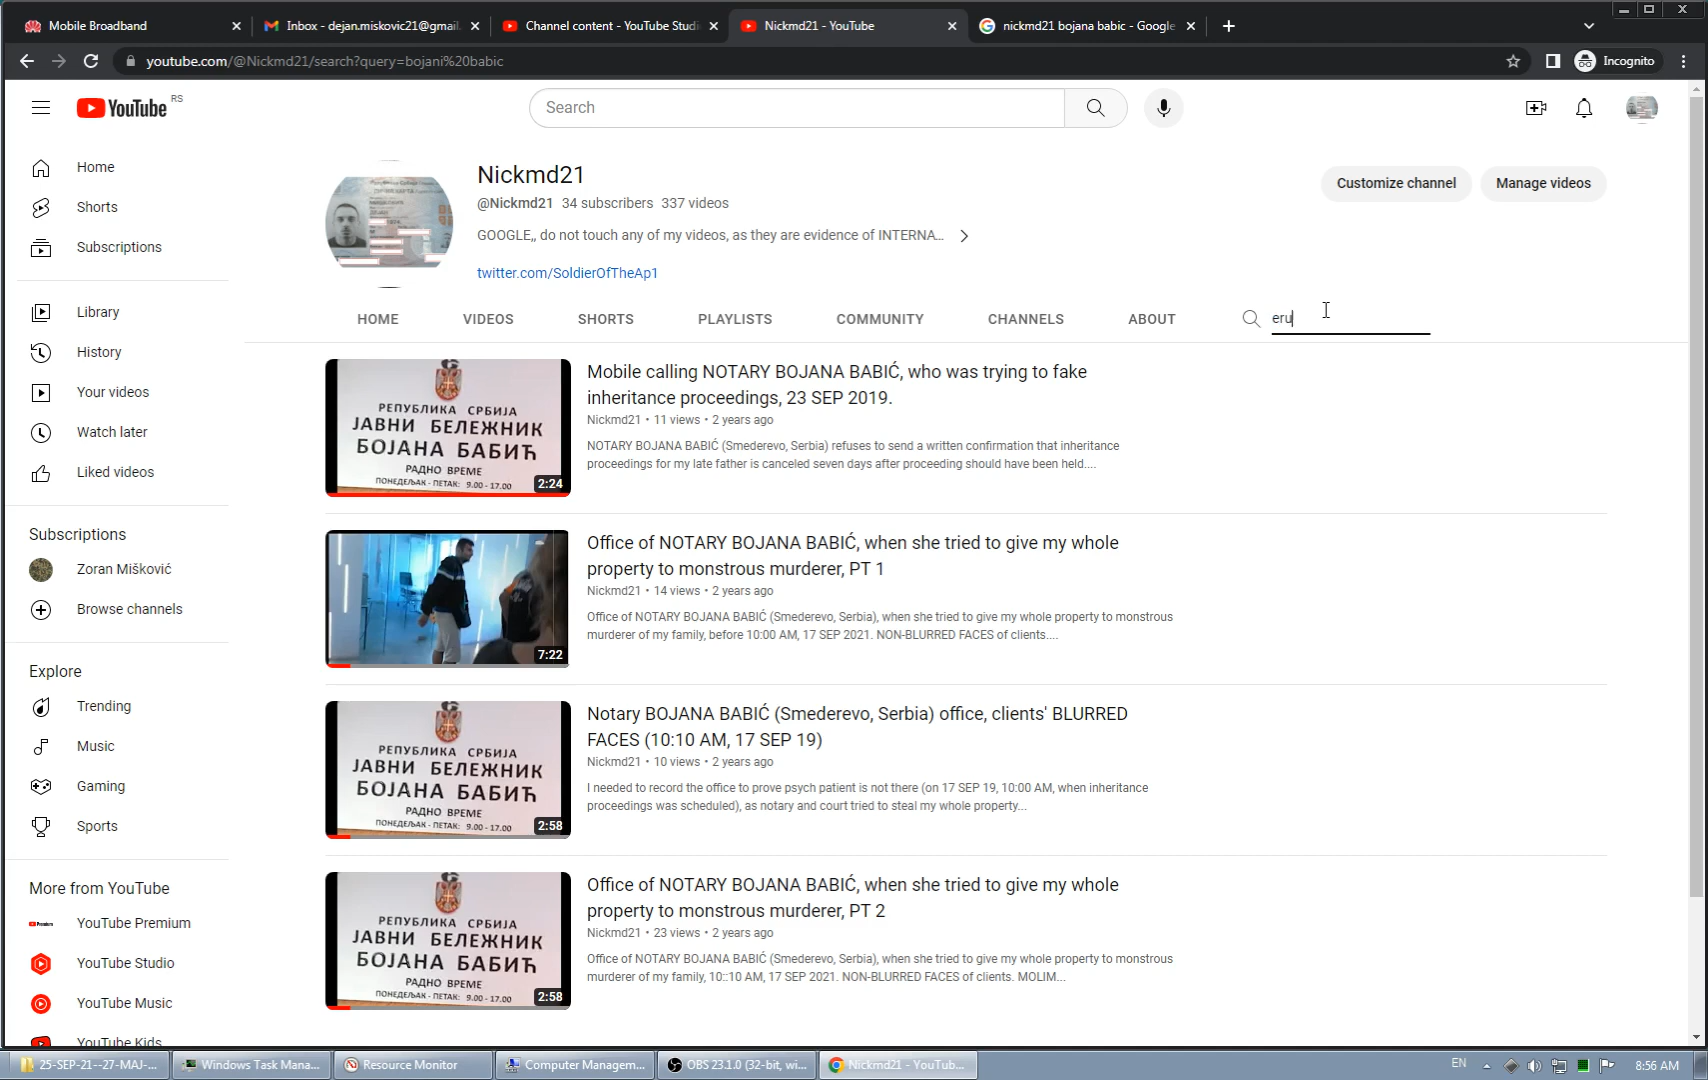 Mobile Broadband
Inbox - dejan.miskovic21@gmail.
Channel content - YouTube Studi
Nickmd21 - YouTube
nickmd21 bojana babic - Google
youtube.com/@Nickmd21/search?query=bojani%20babic
Incognito
YouTube RS
Search
Home
Shorts
Subscriptions
Library
History
Your videos
Watch later
Liked videos
Subscriptions
Zoran Mišković
Browse channels
Explore
Trending
Music
Gaming
Sports
More from YouTube
YouTube Premium
YouTube Studio
YouTube Music
YouTube Kids
Nickmd21
@Nickmd21 34 subscribers 337 videos
GOOGLE,, do not touch any of my videos, as they are evidence of INTERNA...
twitter.com/SoldierOfTheAp1
Customize channel
Manage videos
HOME VIDEOS SHORTS PLAYLISTS COMMUNITY CHANNELS ABOUT eru
РЕПУБЛИКА СРБИЈА
ЈАВНИ БЕЛЕЖНИК
БОЈАНА БАБИЋ
РАДНО ВРЕМЕ
ПОНЕДЕЉАК - ПЕТАК: 9.00 - 17.00
2:24
Mobile calling NOTARY BOJANA BABIĆ, who was trying to fake
inheritance proceedings, 23 SEP 2019.
Nickmd21 • 11 views • 2 years ago
NOTARY BOJANA BABIĆ (Smederevo, Serbia) refuses to send a written confirmation that inheritance
proceedings for my late father is canceled seven days after proceeding should have been held....
7:22
Office of NOTARY BOJANA BABIĆ, when she tried to give my whole
property to monstrous murderer, PT 1
Nickmd21 • 14 views • 2 years ago
Office of NOTARY BOJANA BABIĆ (Smederevo, Serbia), when she tried to give my whole property to monstrous
murderer of my family, before 10:00 AM, 17 SEP 2021. NON-BLURRED FACES of clients....
РЕПУБЛИКА СРБИЈА
ЈАВНИ БЕЛЕЖНИК
БОЈАНА БАБИЋ
РАДНО ВРЕМЕ
ПОНЕДЕЉАК - ПЕТАК: 9.00 - 17.00
2:58
Notary BOJANA BABIĆ (Smederevo, Serbia) office, clients' BLURRED
FACES (10:10 AM, 17 SEP 19)
Nickmd21 • 10 views • 2 years ago
I needed to record the office to prove psych patient is not there (on 17 SEP 19, 10:00 AM, when inheritance
proceedings was scheduled), as notary and court tried to steal my whole property...
РЕПУБЛИКА СРБИЈА
ЈАВНИ БЕЛЕЖНИК
БОЈАНА БАБИЋ
РАДНО ВРЕМЕ
ПОНЕДЕЉАК - ПЕТАК: 9.00 - 17.00
2:58
Office of NOTARY BOJANA BABIĆ, when she tried to give my whole
property to monstrous murderer, PT 2
Nickmd21 • 23 views • 2 years ago
Office of NOTARY BOJANA BABIĆ (Smederevo, Serbia), when she tried to give my whole property to monstrous
murderer of my family, 10::10 AM, 17 SEP 2021. NON-BLURRED FACES of clients. MOLIM...
25-SEP-21--27-MAJ-...
Windows Task Mana...
Resource Monitor
Computer Managem...
OBS 23.1.0 (32-bit, wi...
Nickmd21 - YouTub...
EN
8:56 AM